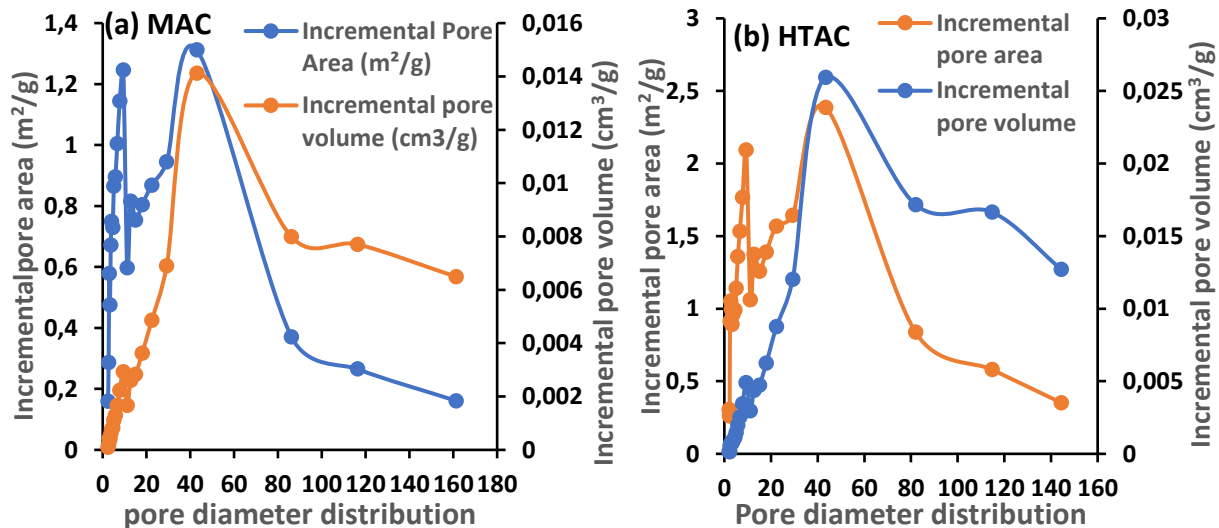 (a) MAC
Incremental Pore
Area (m²/g)
Incremental pore
volume (cm3/g)
Incrementalpore area (m²/g)
1,4
1,2
1
0,8
0,6
0,4
0,2
0
0,016
0,014
0,012
0,01
0,008
0,006
0,004
0,002
0
Incremental pore volume (cm³/g)
0 20 40 60 80 100 120 140 160 180
pore diameter distribution
(b) HTAC
Incremental
pore area
Incremental
pore volume
Incremental pore area (m²/g)
3
2,5
2
1,5
1
0,5
0
0,03
0,025
0,02
0,015
0,01
0,005
0
Incremental pore volume (cm³/g)
0 20 40 60 80 100 120 140 160
Pore diameter distribution